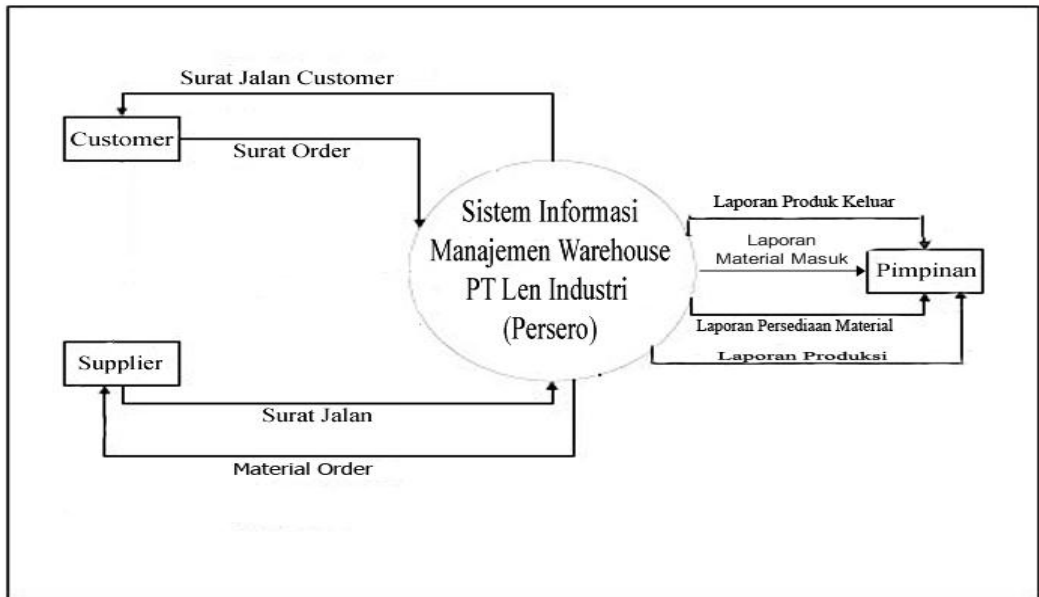 Surat Jalan Customer
Customer
Surat Order
Sistem Informasi
Manajemen Warehouse
PT Len Industri
(Persero)
Laporan Produk Keluar
Laporan
Material Masuk
Pimpinan
Laporan Persediaan Material
Laporan Produksi
Supplier
Surat Jalan
Material Order